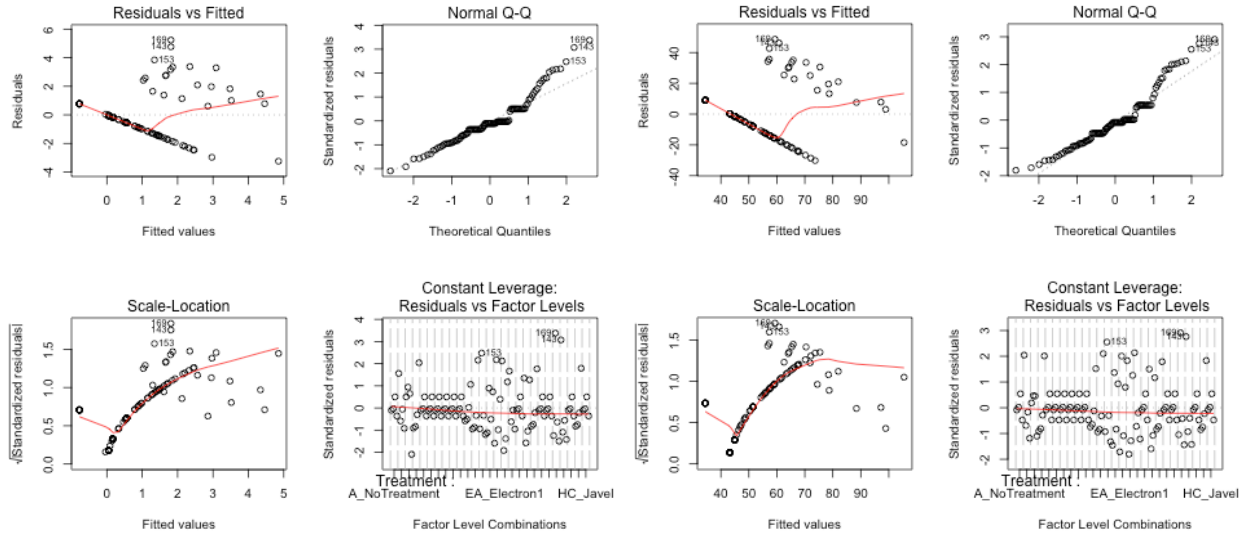 Residuals vs Fitted
Residuals
6
4
2
0
-2
-4
169
143
153
0 1 2 3 4 5
Fitted values
Normal Q-Q
Standardized residuals
3
2
1
0
-1
-2
169
143
153
-2 -1 0 1 2
Theoretical Quantiles
Residuals vs Fitted
Residuals
40
20
0
-20
-40
169
153
40 50 60 70 80 90
Fitted values
Normal Q-Q
Standardized residuals
3
2
1
0
-1
-2
153
-2 -1 0 1 2
Theoretical Quantiles
Scale-Location
√|Standardized residuals|
1.5
1.0
0.5
0.0
169
143
153
0 1 2 3 4 5
Fitted values
Constant Leverage:
Residuals vs Factor Levels
Standardized residuals
4
3
2
1
0
-1
-2
169
143
153
Treatment :
A_NoTreatment EA_Electron1 HC_Javel
Factor Level Combinations
Scale-Location
√|Standardized residuals|
1.5
1.0
0.5
0.0
169
153
40 50 60 70 80 90
Fitted values
Constant Leverage:
Residuals vs Factor Levels
Standardized residuals
3
2
1
0
-1
-2
169
143
153
Treatment :
A_NoTreatment EA_Electron1 HC_Javel
Factor Level Combinations